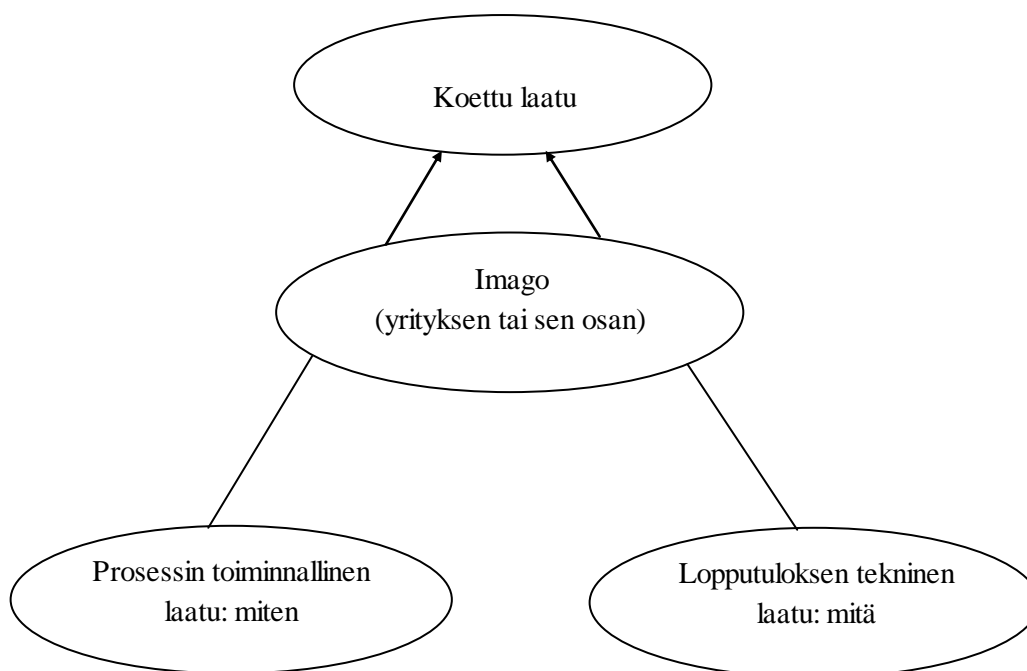 Koettu laatu
Imago
(yrityksen tai sen osan)
Prosessin toiminnallinen
laatu: miten
Lopputuloksen tekninen
laatu: mitä